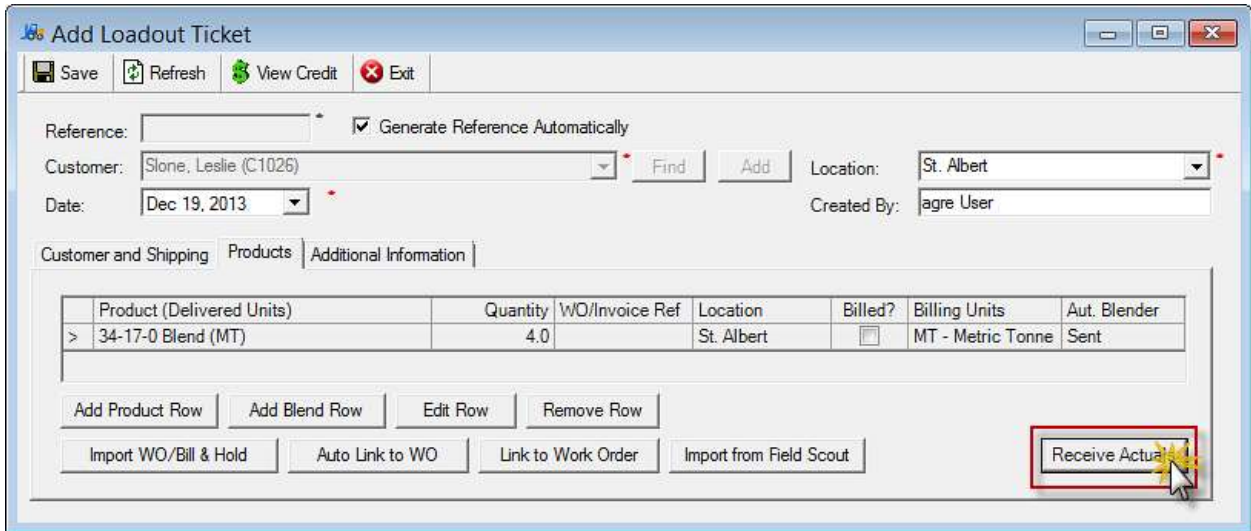 Add Loadout Ticket
Save Refresh View Credit Exit
Reference: * Generate Reference Automatically
Customer: Slone, Leslie (C1026) * Find Add Location: St. Albert *
Date: Dec 19, 2013 * Created By: agre User
Customer and Shipping Products Additional Information
Product (Delivered Units) Quantity WO/Invoice Ref Location Billed? Billing Units Aut. Blender
> 34-17-0 Blend (MT) 4.0 St. Albert MT - Metric Tonne Sent
Add Product Row Add Blend Row Edit Row Remove Row
Import WO/Bill & Hold Auto Link to WO Link to Work Order Import from Field Scout Receive Actuals